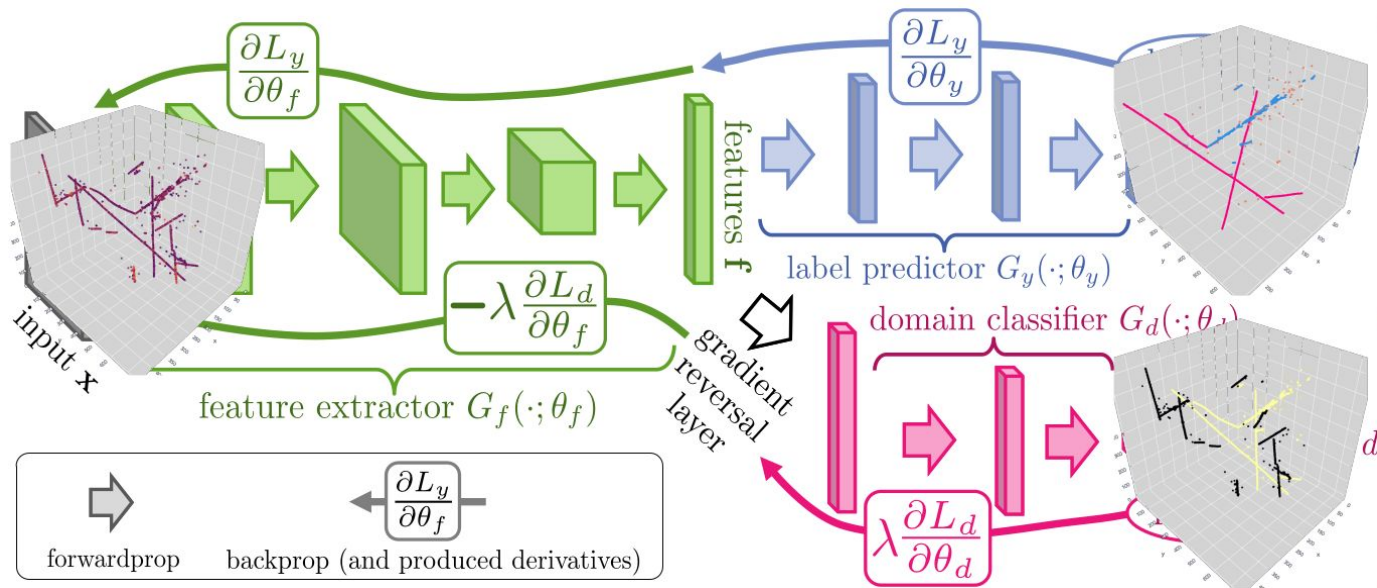 ∂L_y/∂θ_f
∂L_y/∂θ_y
features f
input x
−λ ∂L_d/∂θ_f
label predictor G_y(·; θ_y)
domain classifier G_d(·; θ_d)
feature extractor G_f(·; θ_f)
gradient
reversal
layer
d
λ ∂L_d/∂θ_d
∂L_y/∂θ_f
forwardprop
backprop (and produced derivatives)